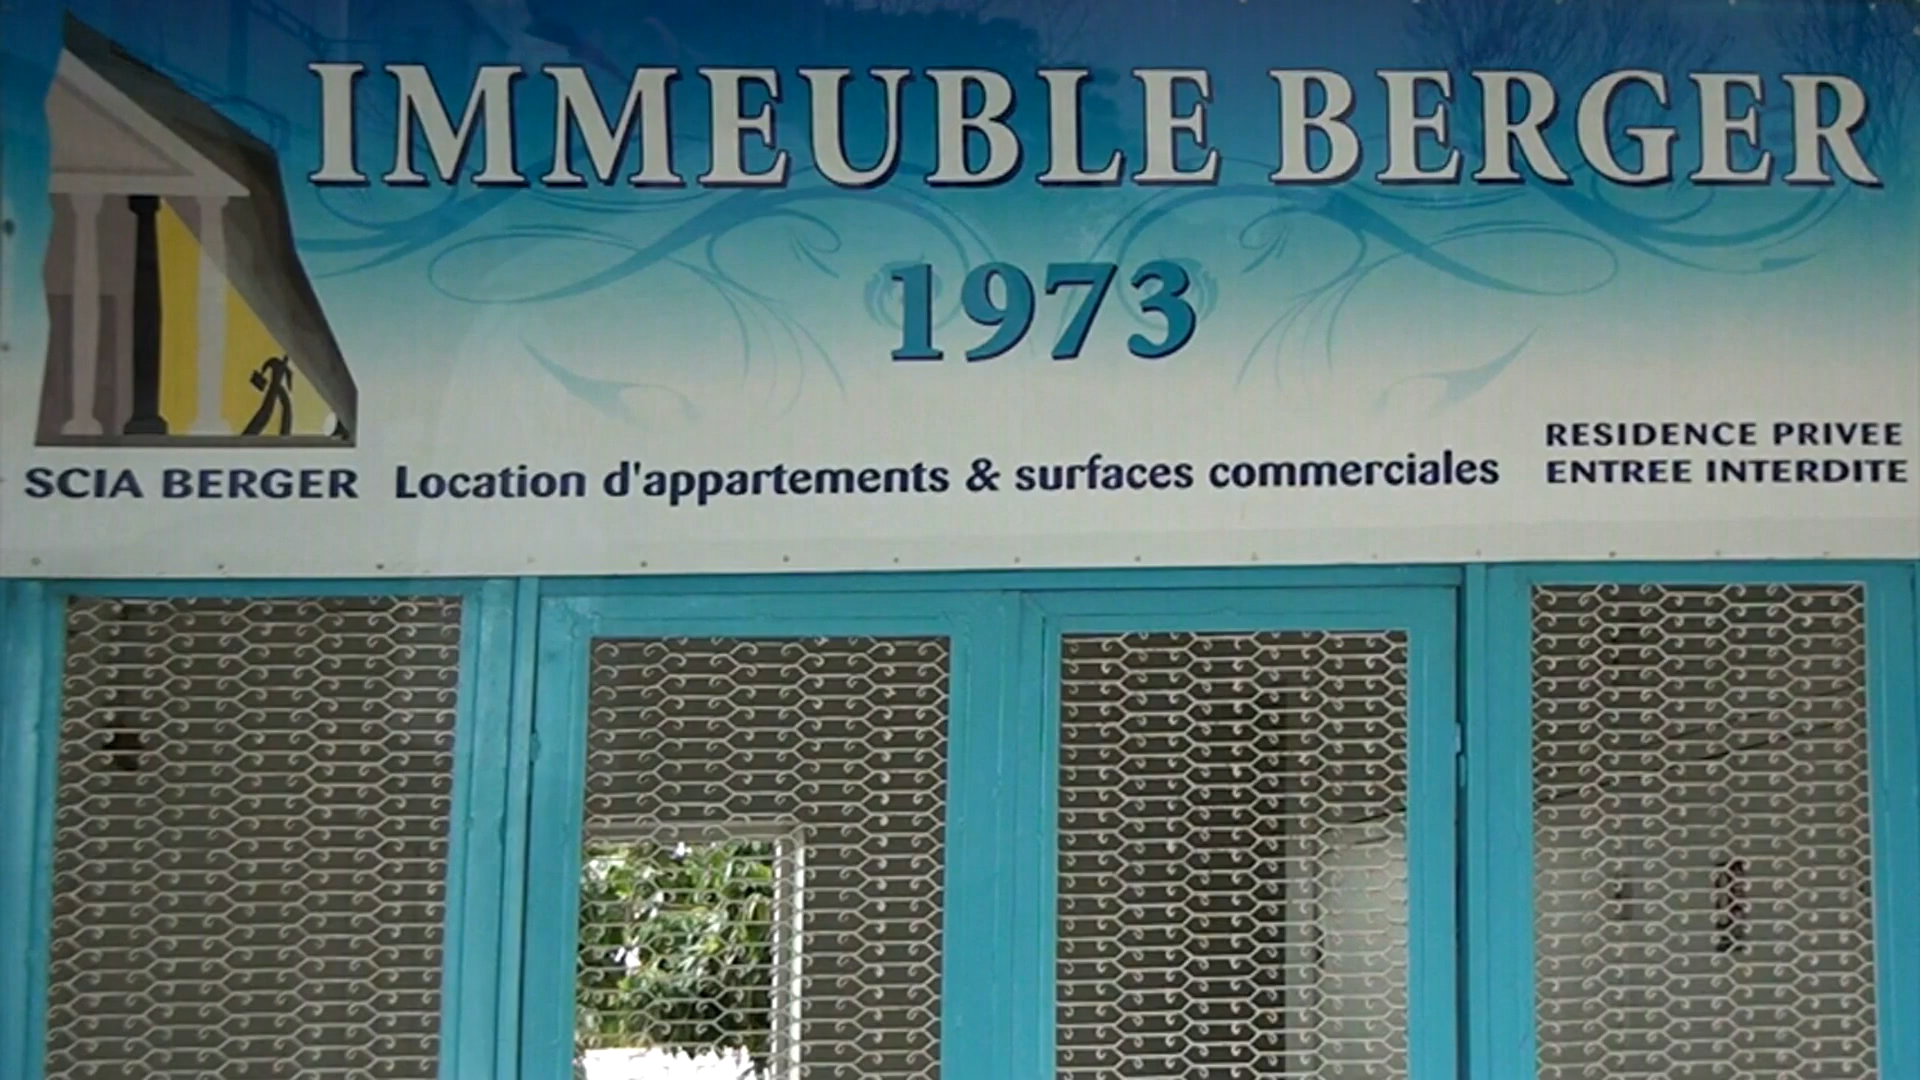 IMMEUBLE BERGER
1973
RESIDENCE PRIVEE
ENTREE INTERDITE
SCIA BERGER
Location d'appartements & surfaces commerciales